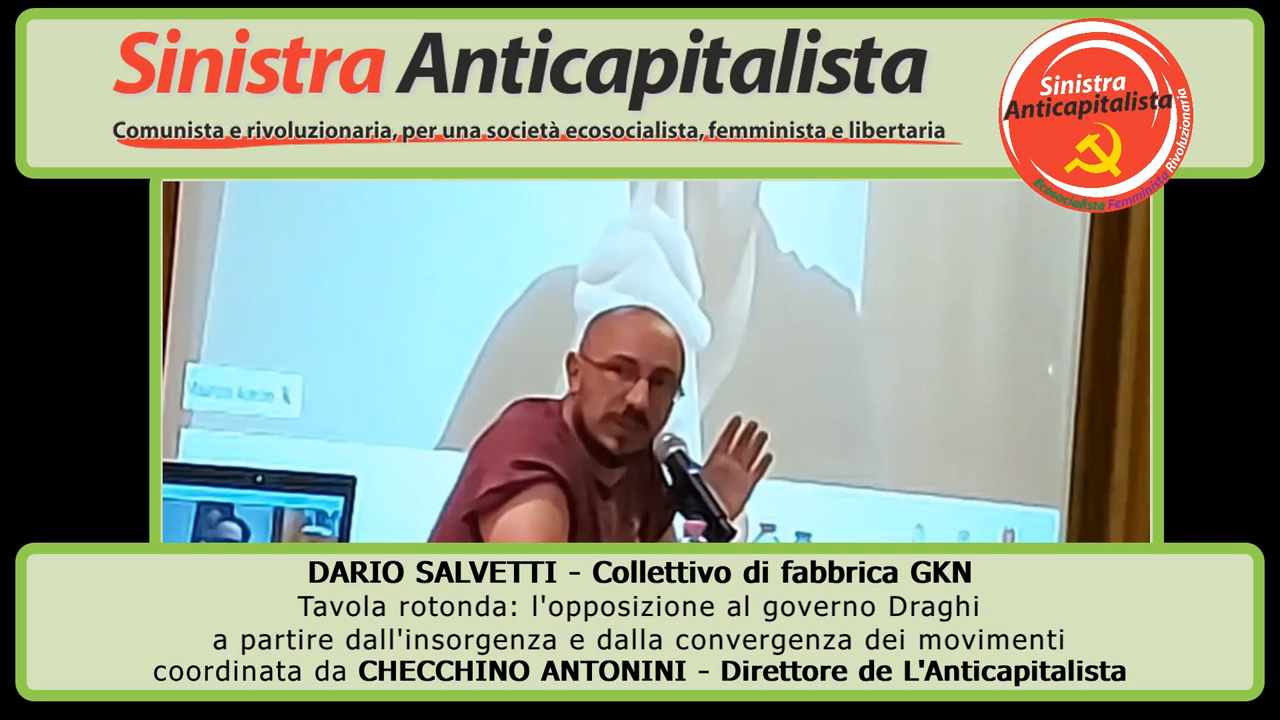 Sinistra Anticapitalista
Comunista e rivoluzionaria, per una società ecosocialista, femminista e libertaria
Sinistra
Anticapitalista
Ecosocialista Femminista Rivoluzionaria
DARIO SALVETTI - Collettivo di fabbrica GKN
Tavola rotonda: l'opposizione al governo Draghi
a partire dall'insorgenza e dalla convergenza dei movimenti
coordinata da CHECCHINO ANTONINI - Direttore de L'Anticapitalista